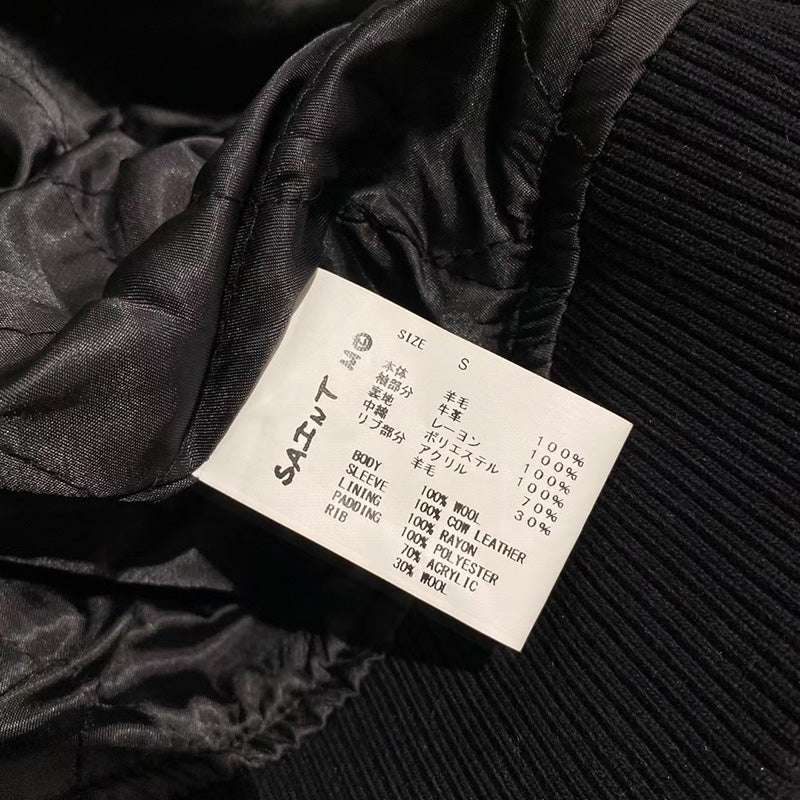 SAINT M㊐
SIZE S
本体 羊毛 100%
袖部分 牛革 100%
裏地 レーヨン 100%
中綿 ポリエステル 100%
リブ部分 アクリル 70%
羊毛 30%
BODY 100% WOOL
SLEEVE 100% COW LEATHER
LINING 100% RAYON
PADDING 100% POLYESTER
RIB 70% ACRYLIC
30% WOOL